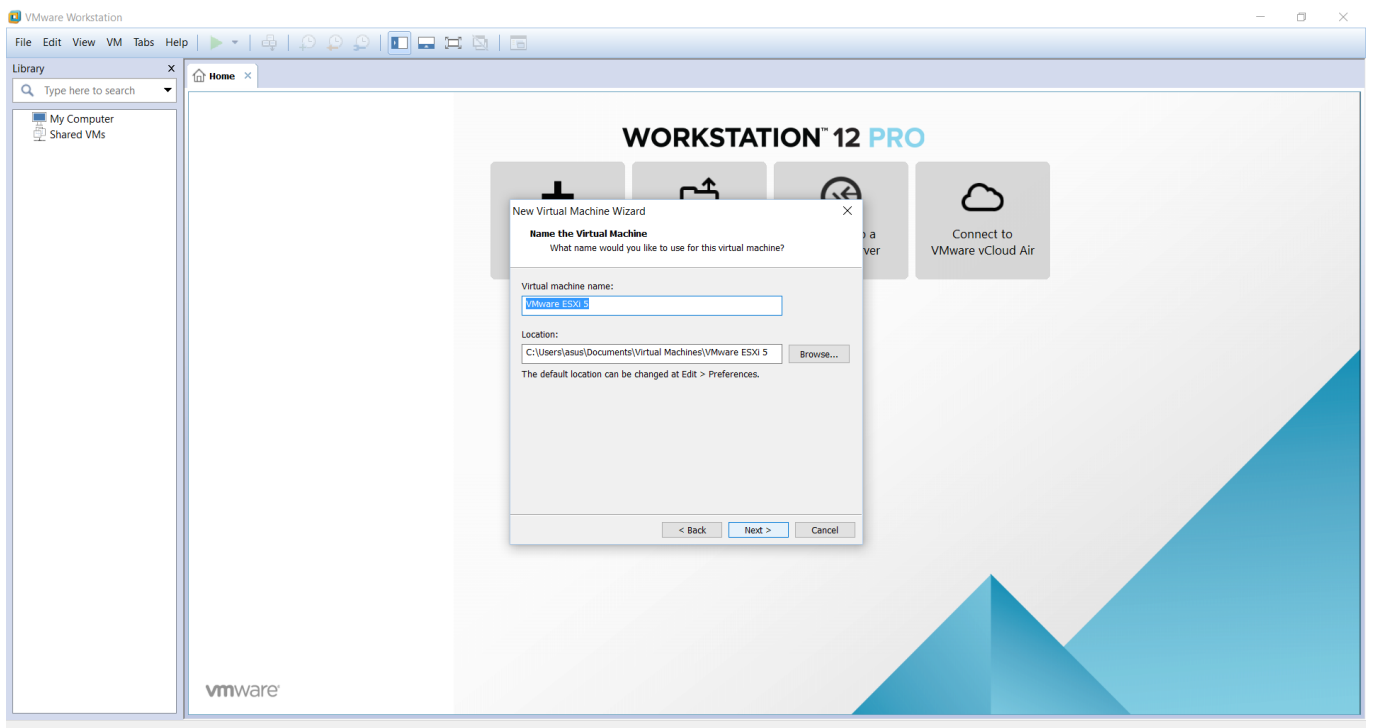 VMware Workstation
File Edit View VM Tabs Help
Library x
Home ×
Type here to search
My Computer
Shared VMs
WORKSTATION™ 12 PRO
Connect to
VMware vCloud Air
New Virtual Machine Wizard
Name the Virtual Machine
What name would you like to use for this virtual machine?
Virtual machine name:
VMware ESXi 5
Location:
C:\Users\asus\Documents\Virtual Machines\VMware ESXi 5
Browse...
The default location can be changed at Edit > Preferences.
< Back Next > Cancel
vmware